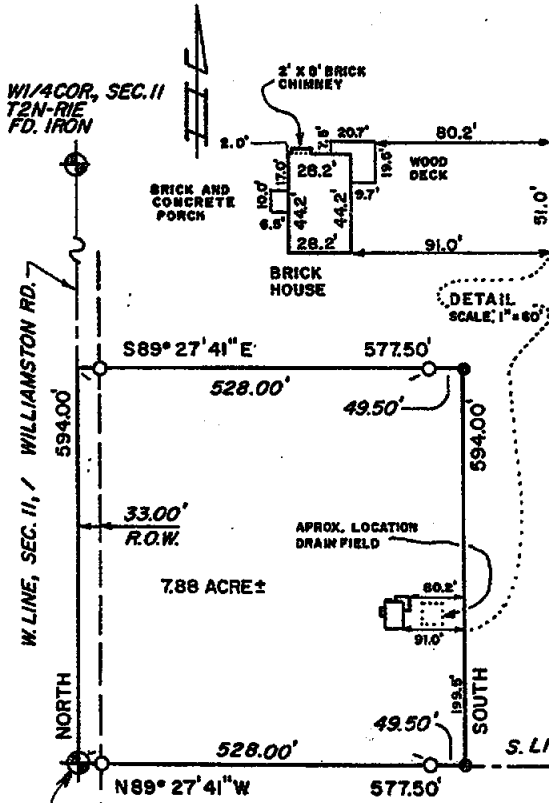 W1/4 COR., SEC. 11
T2N-R1E
FD. IRON
2' X 8' BRICK
CHIMNEY
2.0'
7.5'
20.7'
80.2'
28.2'
19.6'
WOOD
DECK
17.0'
BRICK AND
CONCRETE
PORCH
10.0'
6.5'
44.2'
44.2'
9.7'
51.0'
28.2'
91.0'
BRICK
HOUSE
DETAIL
SCALE; 1"=60'
W. LINE, SEC. 11, / WILLIAMSTON RD.
S89° 27' 41" E
577.50'
528.00'
49.50'
594.00'
594.00'
33.00'
R.O.W.
APROX. LOCATION
DRAIN FIELD
7.88 ACRE±
80.2'
91.0'
199.5'
NORTH
SOUTH
49.50'
528.00'
S. LI
N89° 27' 41" W
577.50'